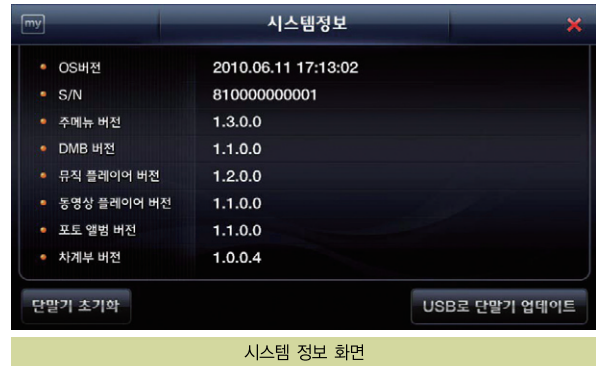 my 시스템정보
OS버전 2010.06.11 17:13:02
S/N 810000000001
주메뉴 버전 1.3.0.0
DMB 버전 1.1.0.0
뮤직 플레이어 버전 1.2.0.0
동영상 플레이어 버전 1.1.0.0
포토 앨범 버전 1.1.0.0
차계부 버전 1.0.0.4
단말기 초기화 USB로 단말기 업데이트
시스템 정보 화면